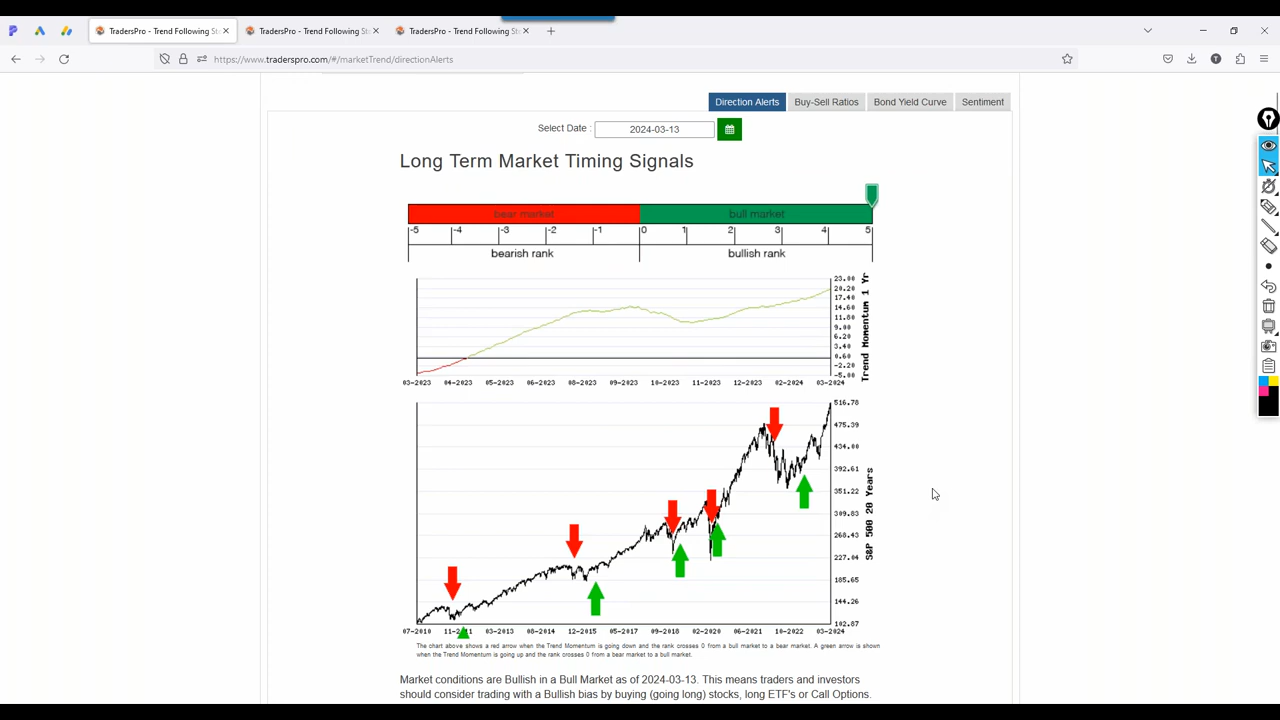 TradersPro - Trend Following St
TradersPro - Trend Following St
TradersPro - Trend Following St
https://www.traderspro.com/#/marketTrend/directionAlerts
Direction Alerts
Buy-Sell Ratios
Bond Yield Curve
Sentiment
Select Date :
2024-03-13
Long Term Market Timing Signals
bear market
bull market
-5 -4 -3 -2 -1 0 1 2 3 4 5
bearish rank
bullish rank
23.00
20.20
17.40
14.60
11.80
9.00
6.20
3.40
0.60
-2.20
-5.00
Trend Momentum 1 Yr
03-2023 04-2023 05-2023 06-2023 08-2023 09-2023 10-2023 11-2023 12-2023 02-2024 03-2024
516.78
475.39
434.00
392.61
351.22
309.83
268.43
227.04
185.65
144.26
102.87
S&P 500 20 Years
07-2010 11-2011 03-2013 06-2014 12-2015 05-2017 09-2018 02-2020 06-2021 10-2022 03-2024
The chart above shows a red arrow when the Trend Momentum is going down and the rank crosses 0 from a bull market to a bear market. A green arrow is shown
when the Trend Momentum is going up and the rank crosses 0 from a bear market to a bull market.
Market conditions are Bullish in a Bull Market as of 2024-03-13. This means traders and investors
should consider trading with a Bullish bias by buying (going long) stocks, long ETF's or Call Options.